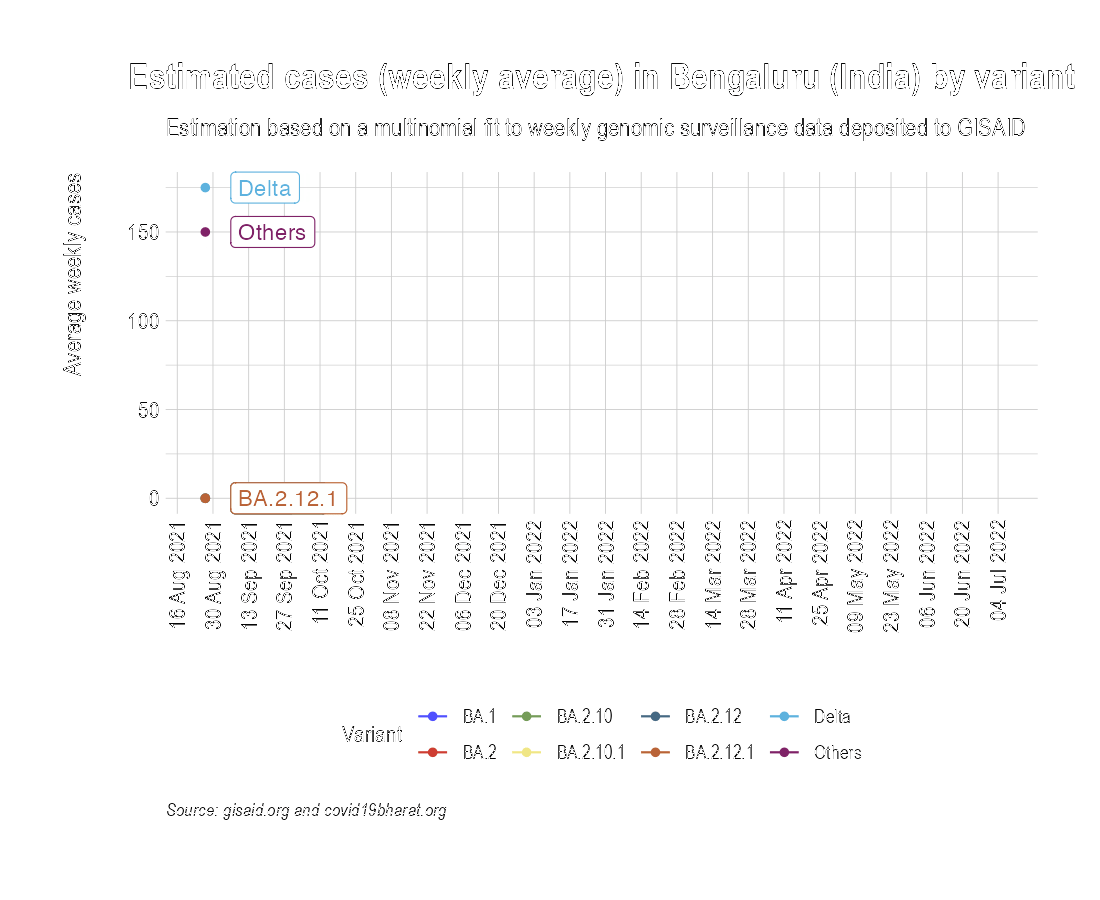 Estimated cases (weekly average) in Bengaluru (India) by variant
Estimation based on a multinomial fit to weekly genomic surveillance data deposited to GISAID
Average weekly cases
Delta
150
Others
100
50
0
BA.2.12.1
16 Aug 2021
30 Aug 2021
13 Sep 2021
27 Sep 2021
11 Oct 2021
25 Oct 2021
08 Nov 2021
22 Nov 2021
06 Dec 2021
20 Dec 2021
03 Jan 2022
17 Jan 2022
31 Jan 2022
14 Feb 2022
28 Feb 2022
14 Mar 2022
28 Mar 2022
11 Apr 2022
25 Apr 2022
09 May 2022
23 May 2022
06 Jun 2022
20 Jun 2022
04 Jul 2022
Variant
BA.1
BA.2.10
BA.2.12
Delta
BA.2
BA.2.10.1
BA.2.12.1
Others
Source: gisaid.org and covid19bharat.org